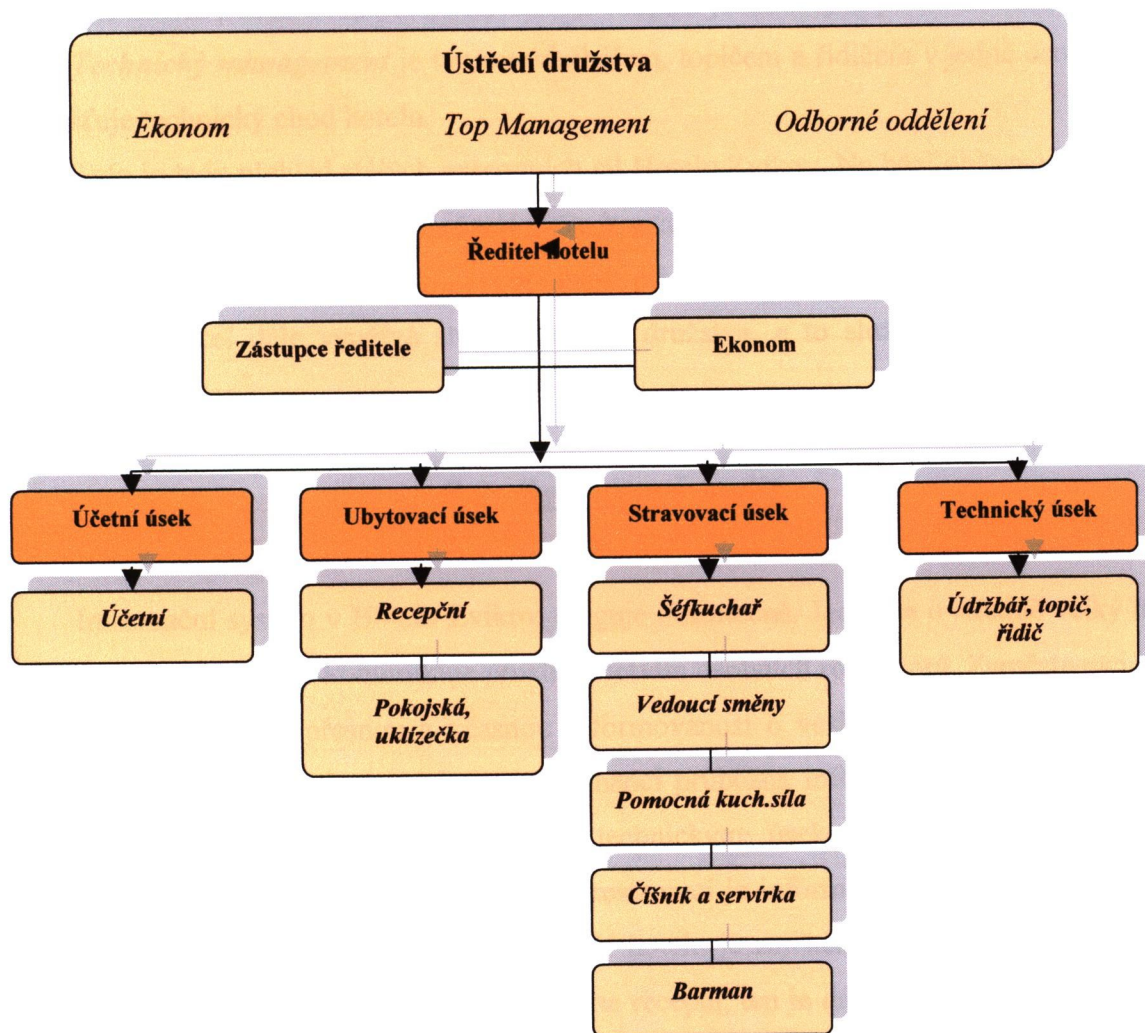 Ústředí družstva
Ekonom Top Management Odborné oddělení
Ředitel hotelu
Zástupce ředitele
Ekonom
Účetní úsek
Ubytovací úsek
Stravovací úsek
Technický úsek
Účetní
Recepční
Šéfkuchař
Údržbář, topič,
řidič
Pokojská,
uklízečka
Vedoucí směny
Pomocná kuch.síla
Číšník a servírka
Barman